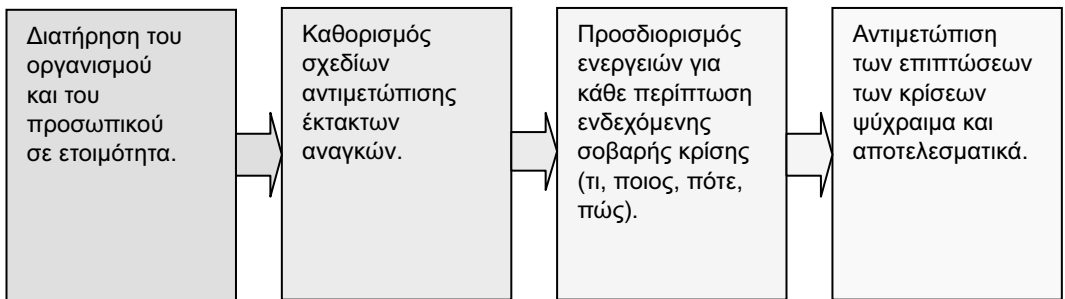 Διατήρηση του
οργανισμού
και του
προσωπικού
σε ετοιμότητα.
Καθορισμός
σχεδίων
αντιμετώπισης
έκτακτων
αναγκών.
Προσδιορισμός
ενεργειών για
κάθε περίπτωση
ενδεχόμενης
σοβαρής κρίσης
(τι, ποιος, πότε,
πώς).
Αντιμετώπιση
των επιπτώσεων
των κρίσεων
ψύχραιμα και
αποτελεσματικά.